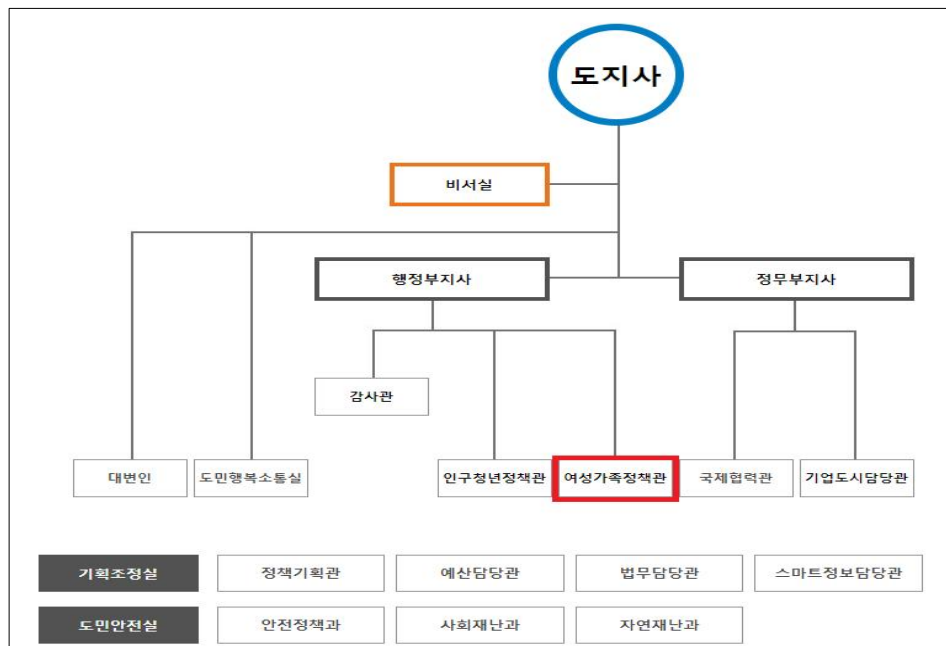 도지사
비서실
행정부지사
정무부지사
감사관
대변인
도민행복소통실
인구청년정책관
여성가족정책관
국제협력관
기업도시담당관
기획조정실
정책기획관
예산담당관
법무담당관
스마트정보담당관
도민안전실
안전정책과
사회재난과
자연재난과